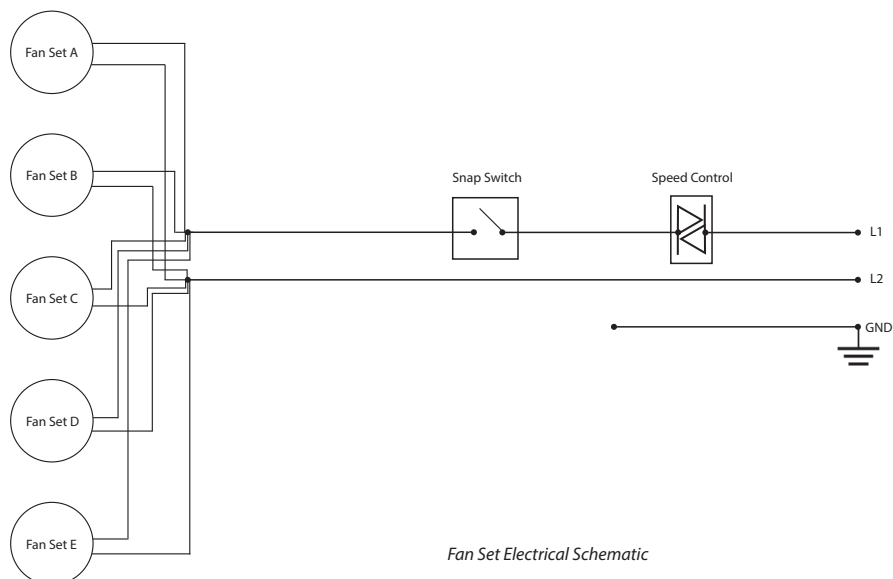 Fan Set A
Fan Set B
Snap Switch
Speed Control
L1
L2
Fan Set C
GND
Fan Set D
Fan Set E
Fan Set Electrical Schematic